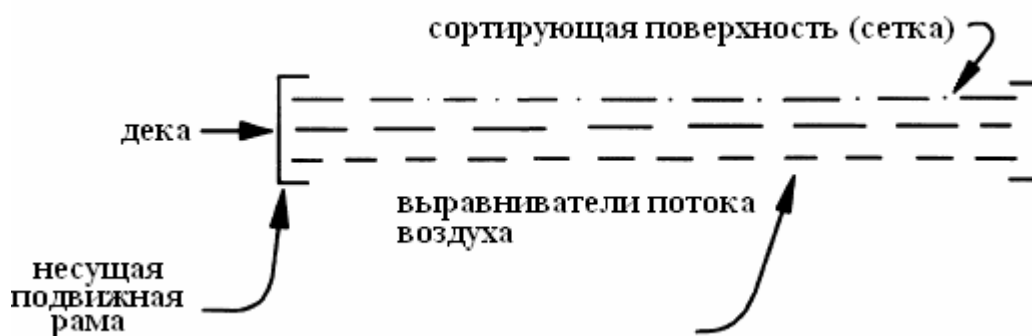 сортирующая поверхность (сетка)
дека
выравниватели потока
воздуха
несущая
подвижная
рама